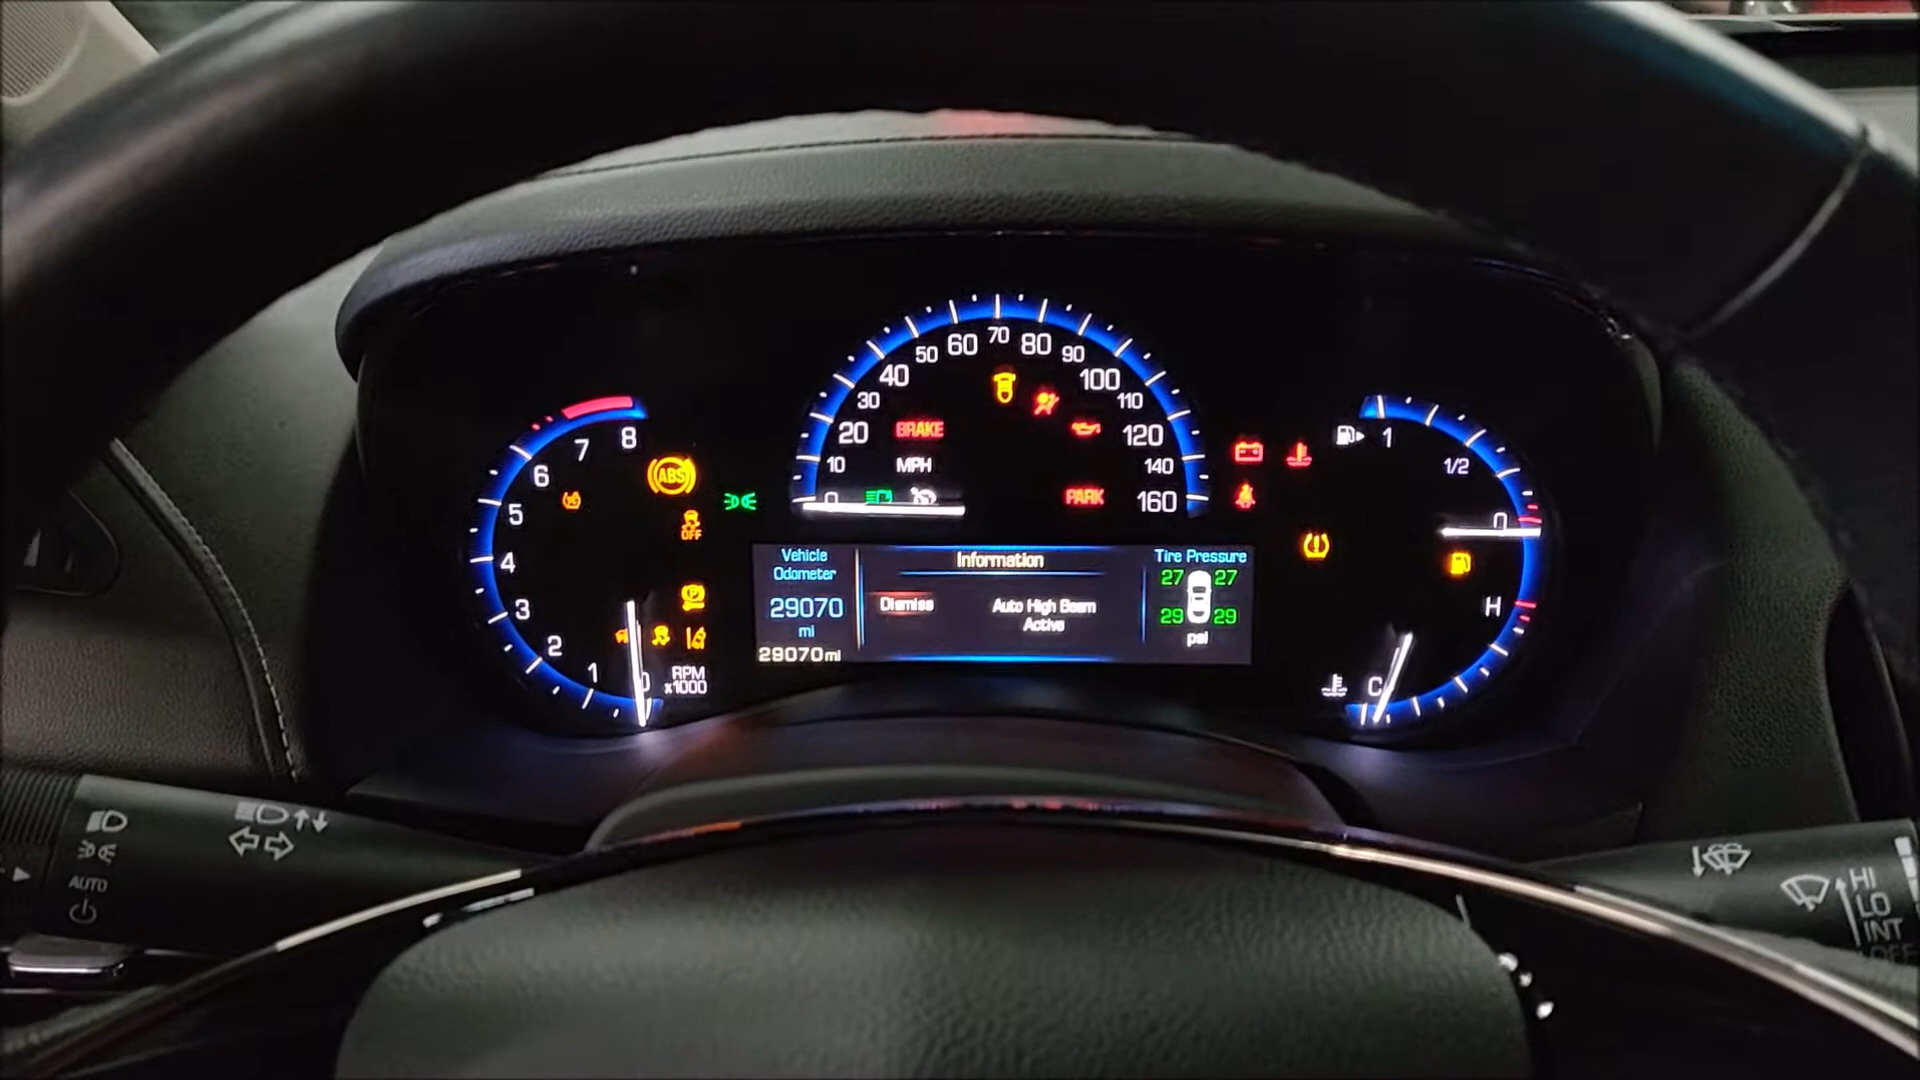 70
60 80
50 90
40 100
30 110
20 BRAKE 120
10 MPH 140
0 PARK 160
8
7
6
ABS
5
OFF
4
3
2
1
0
RPM
x1000
P
1
1/2
0
H
C
Vehicle
Odometer
29070
mi
29070 mi
Information
Dismiss
Auto High Beam
Active
Tire Pressure
27 27
29 29
psi
AUTO
HI
LO
INT
OFF